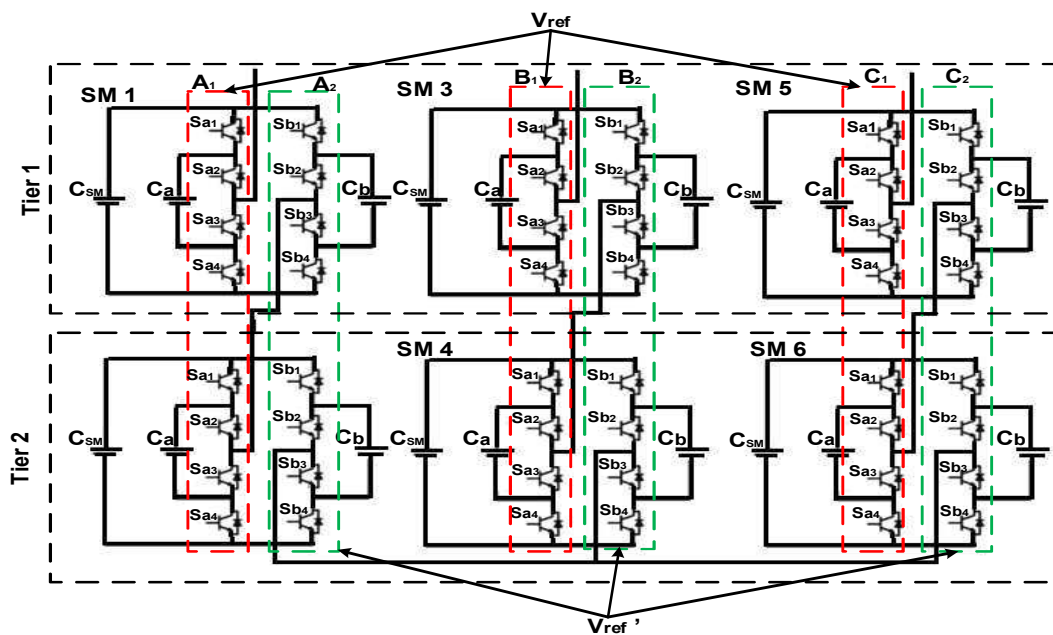 Vref
Tier 1
SM 1
A1
A2
CSM
Ca
Cb
Sa1
Sa2
Sa3
Sa4
Sb1
Sb2
Sb3
Sb4
SM 3
B1
B2
CSM
Ca
Cb
Sa1
Sa2
Sa3
Sa4
Sb1
Sb2
Sb3
Sb4
SM 5
C1
C2
CSM
Ca
Cb
Sa1
Sa2
Sa3
Sa4
Sb1
Sb2
Sb3
Sb4
Tier 2
CSM
Ca
Cb
Sa1
Sa2
Sa3
Sa4
Sb1
Sb2
Sb3
Sb4
SM 4
CSM
Ca
Cb
Sa1
Sa2
Sa3
Sa4
Sb1
Sb2
Sb3
Sb4
SM 6
CSM
Ca
Cb
Sa1
Sa2
Sa3
Sa4
Sb1
Sb2
Sb3
Sb4
Vref '